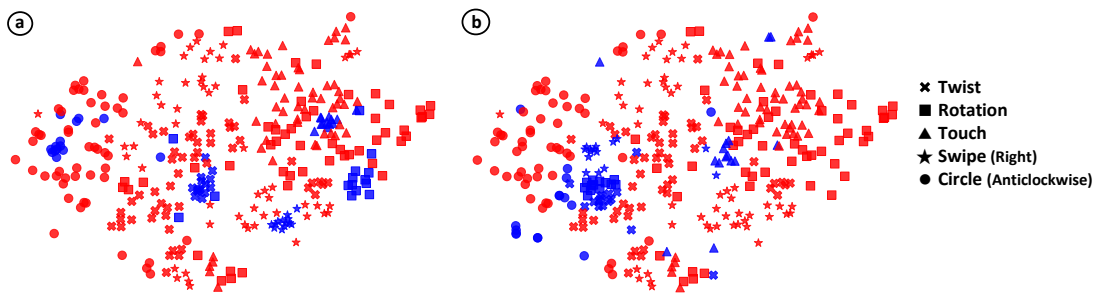 a
b
Twist
Rotation
Touch
Swipe (Right)
Circle (Anticlockwise)